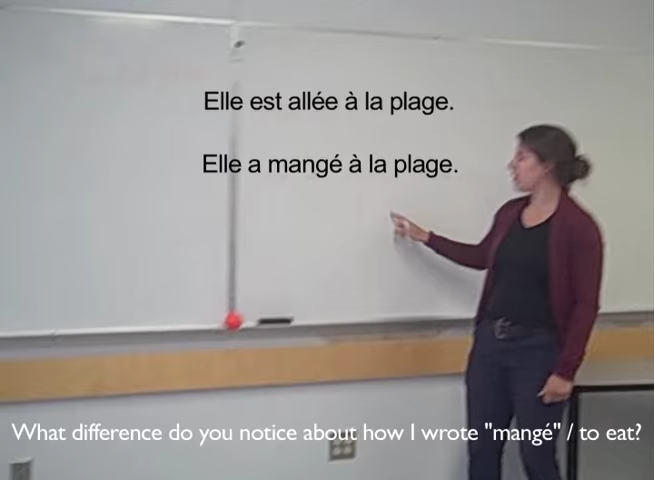 Elle est allée à la plage.
Elle a mangé à la plage.
What difference do you notice about how I wrote "mangé" / to eat?